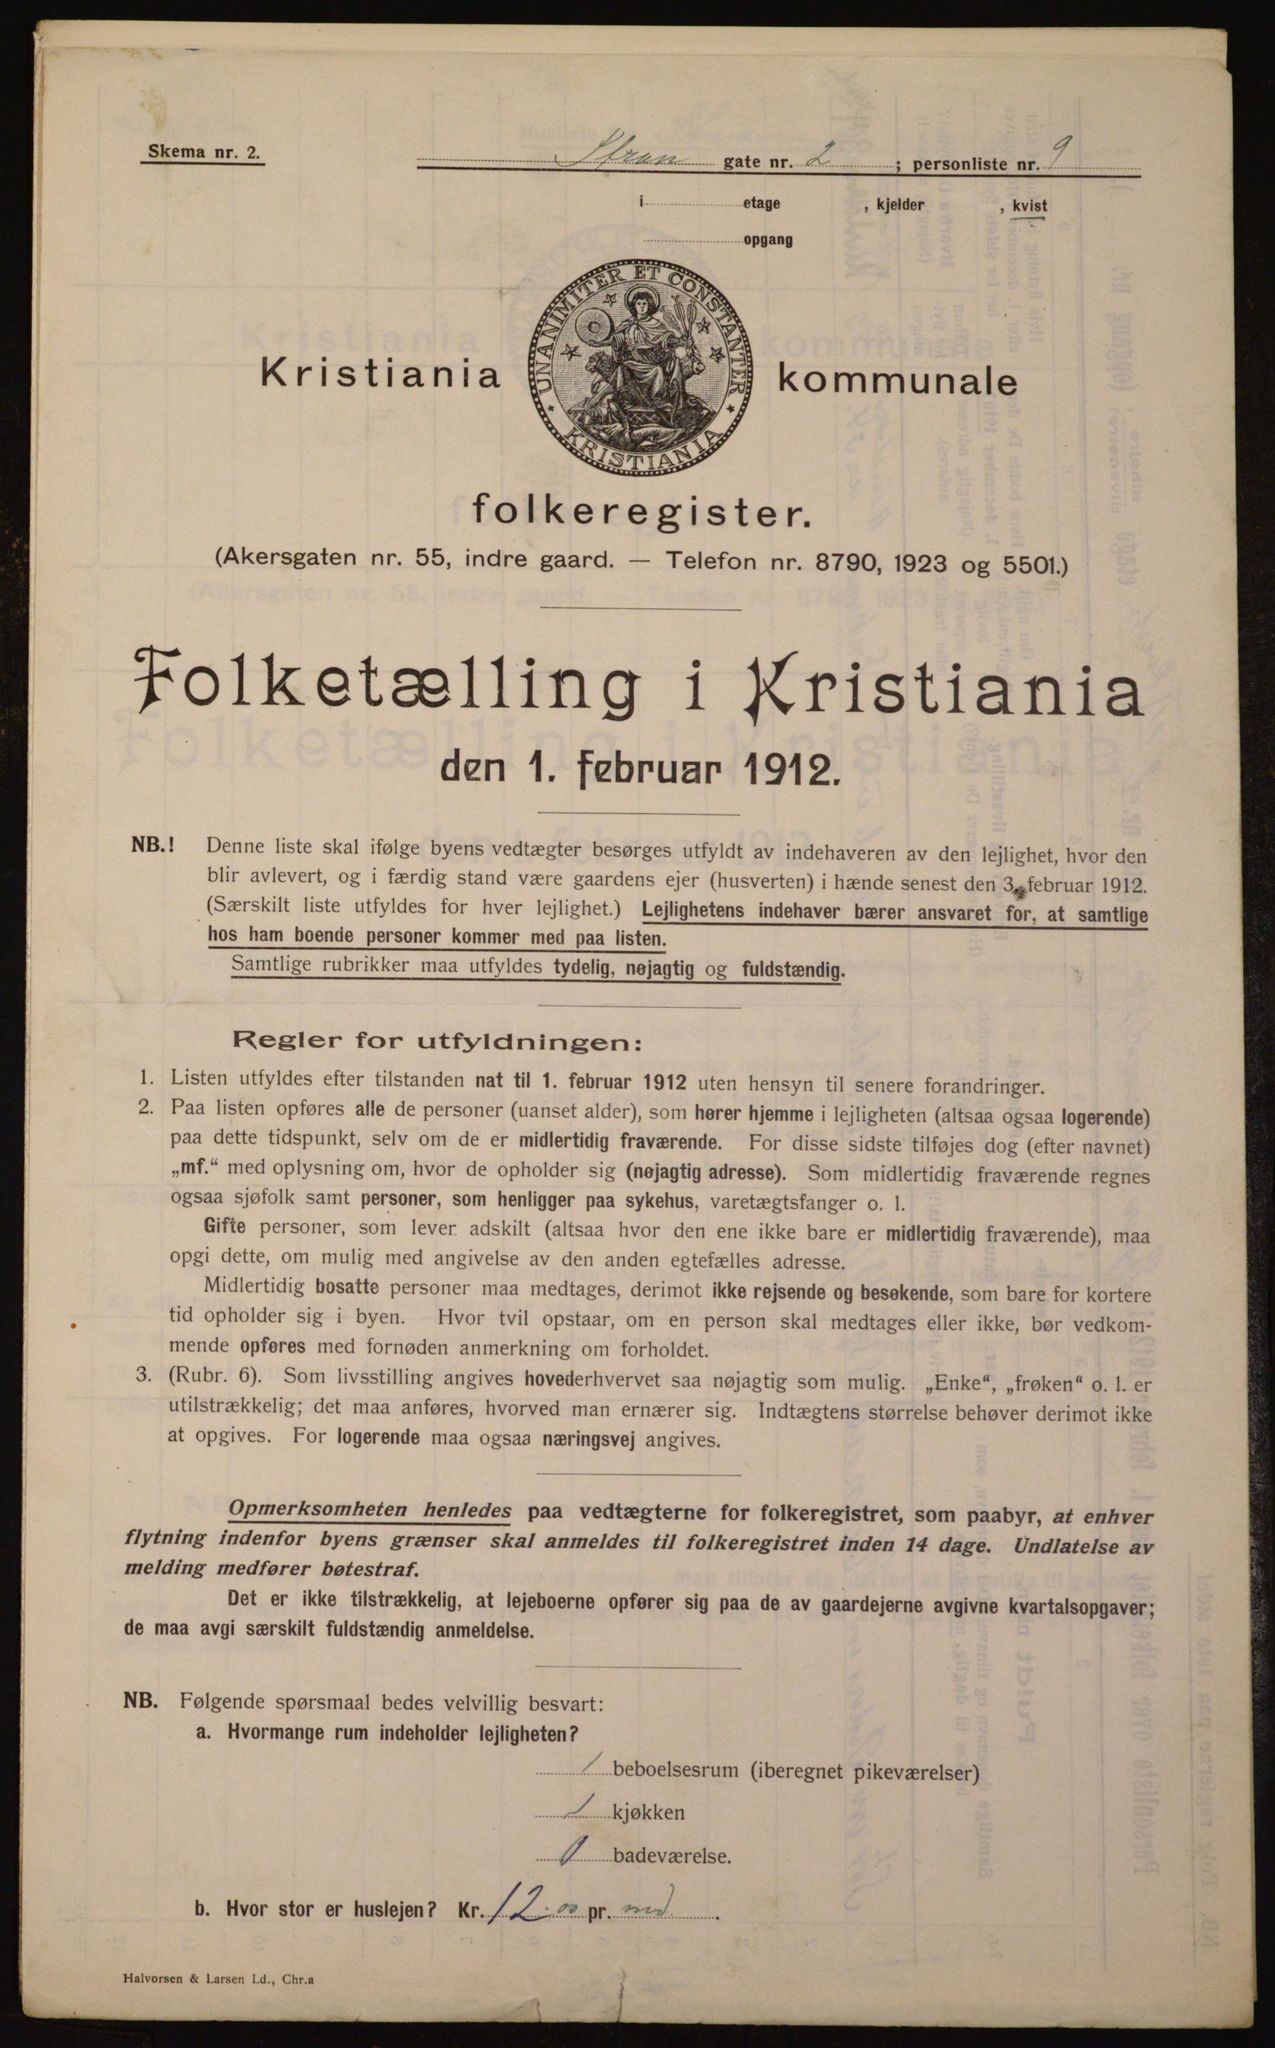 Skema nr. 2.
Stran gate nr. 2 ; personliste nr. 9
i etage , kjelder , kvist
opgang
UNANIMITER ET CONSTANTER
KRISTIANIA
Kristiania kommunale
folkeregister.
(Akersgaten nr. 55, indre gaard. — Telefon nr. 8790, 1923 og 5501.)
Folketælling i Kristiania
den 1. februar 1912.
NB.! Denne liste skal ifølge byens vedtægter besørges utfyldt av indehaveren av den lejlighet, hvor den
blir avlevert, og i færdig stand være gaardens ejer (husverten) i hænde senest den 3. februar 1912.
(Særskilt liste utfyldes for hver lejlighet.) Lejlighetens indehaver bærer ansvaret for, at samtlige
hos ham boende personer kommer med paa listen.
Samtlige rubrikker maa utfyldes tydelig, nøjagtig og fuldstændig.
Regler for utfyldningen:
1. Listen utfyldes efter tilstanden nat til 1. februar 1912 uten hensyn til senere forandringer.
2. Paa listen opføres alle de personer (uanset alder), som hører hjemme i lejligheten (altsaa ogsaa logerende)
paa dette tidspunkt, selv om de er midlertidig fraværende. For disse sidste tilføjes dog (efter navnet)
„mf.“ med oplysning om, hvor de opholder sig (nøjagtig adresse). Som midlertidig fraværende regnes
ogsaa sjøfolk samt personer, som henligger paa sykehus, varetægtsfanger o. l.
Gifte personer, som lever adskilt (altsaa hvor den ene ikke bare er midlertidig fraværende), maa
opgi dette, om mulig med angivelse av den anden egtefælles adresse.
Midlertidig bosatte personer maa medtages, derimot ikke rejsende og besøkende, som bare for kortere
tid opholder sig i byen. Hvor tvil opstaar, om en person skal medtages eller ikke, bør vedkom-
mende opføres med fornøden anmerkning om forholdet.
3. (Rubr. 6). Som livsstilling angives hovederhvervet saa nøjagtig som mulig. „Enke“, „frøken“ o. l. er
utilstrækkelig; det maa anføres, hvorved man ernærer sig. Indtægtens størrelse behøver derimot ikke
at opgives. For logerende maa ogsaa næringsvej angives.
Opmerksomheten henledes paa vedtægterne for folkeregistret, som paabyr, at enhver
flytning indenfor byens grænser skal anmeldes til folkeregistret inden 14 dage. Undlatelse av
melding medfører bøtestraf.
Det er ikke tilstrækkelig, at lejeboerne opfører sig paa de av gaardejerne avgivne kvartalsopgaver;
de maa avgi særskilt fuldstændig anmeldelse.
NB. Følgende spørsmaal bedes velvillig besvart:
a. Hvormange rum indeholder lejligheten?
1 beboelsesrum (iberegnet pikeværelser)
1 kjøkken
0 badeværelse.
b. Hvor stor er huslejen? Kr. 12.00 pr. md.
Halvorsen & Larsen Ld., Chr.a